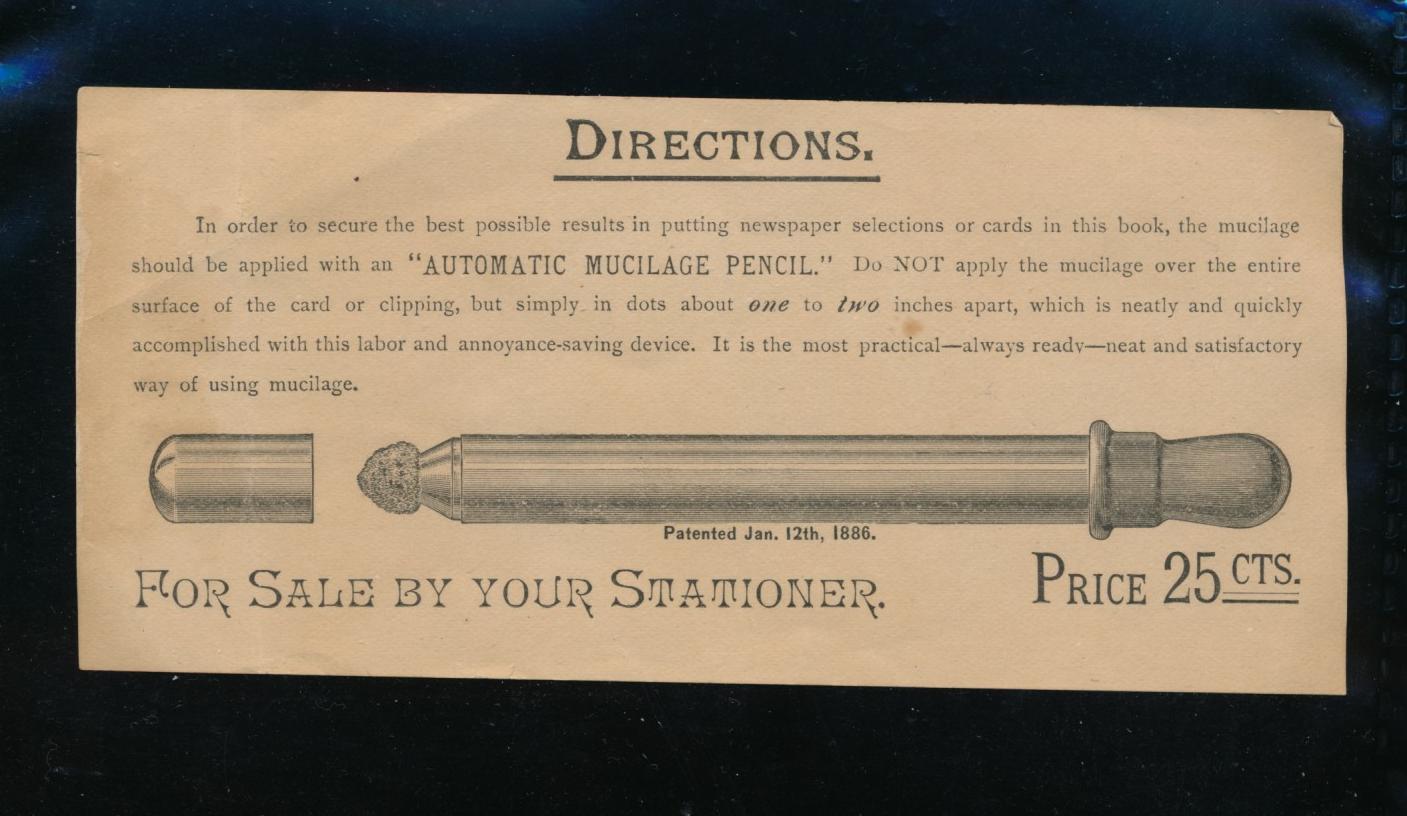 DIRECTIONS.
In order to secure the best possible results in putting newspaper selections or cards in this book, the mucilage
should be applied with an “AUTOMATIC MUCILAGE PENCIL.” Do NOT apply the mucilage over the entire
surface of the card or clipping, but simply in dots about one to two inches apart, which is neatly and quickly
accomplished with this labor and annoyance-saving device. It is the most practical—always ready—neat and satisfactory
way of using mucilage.
Patented Jan. 12th, 1886.
FOR SALE BY YOUR STATIONER.
PRICE 25 CTS.